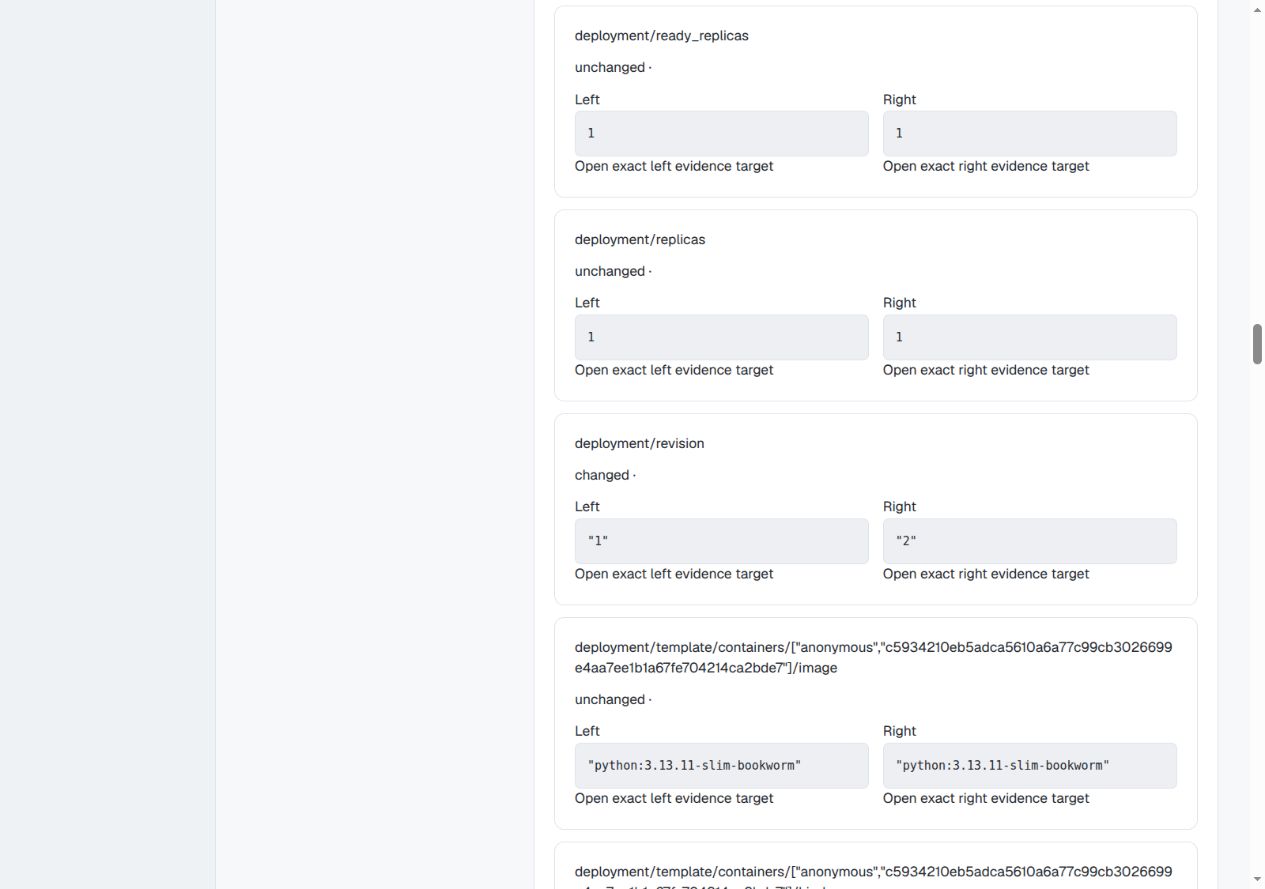 deployment/ready_replicas
unchanged ·
Left
Right
1
1
Open exact left evidence target
Open exact right evidence target
deployment/replicas
unchanged ·
Left
Right
1
1
Open exact left evidence target
Open exact right evidence target
deployment/revision
changed ·
Left
Right
"1"
"2"
Open exact left evidence target
Open exact right evidence target
deployment/template/containers/["anonymous","c5934210eb5adca5610a6a77c99cb3026699
e4aa7ee1b1a67fe704214ca2bde7"]/image
unchanged ·
Left
Right
"python:3.13.11-slim-bookworm"
"python:3.13.11-slim-bookworm"
Open exact left evidence target
Open exact right evidence target
deployment/template/containers/["anonymous","c5934210eb5adca5610a6a77c99cb3026699